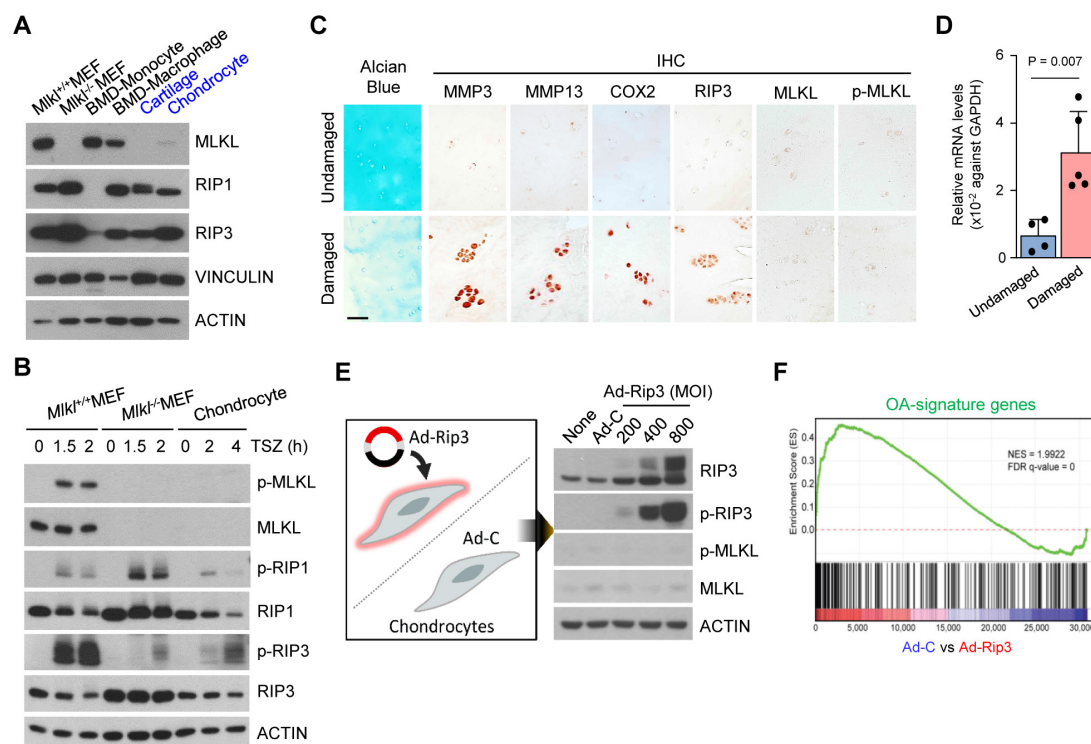 A
Mlkl+/+MEF
Mlkl-/-MEF
BMD-Monocyte
BMD-Macrophage
Cartilage
Chondrocyte
MLKL
RIP1
RIP3
VINCULIN
ACTIN
B
Mlkl+/+MEF Mlkl-/-MEF Chondrocyte
0 1.5 2 0 1.5 2 0 2 4 TSZ (h)
p-MLKL
MLKL
p-RIP1
RIP1
p-RIP3
RIP3
ACTIN
C
Alcian
Blue
IHC
MMP3 MMP13 COX2 RIP3 MLKL p-MLKL
Undamaged
Damaged
D
P = 0.007
Relative mRNA levels
(x10-2 against GAPDH)
6
4
2
0
Undamaged
Damaged
E
Ad-Rip3
Ad-C
Chondrocytes
Ad-Rip3 (MOI)
None Ad-C 200 400 800
RIP3
p-RIP3
p-MLKL
MLKL
ACTIN
F
OA-signature genes
Enrichment Score (ES)
0.4
0.3
0.2
0.1
0.0
NES = 1.9922
FDR q-value = 0
0 5,000 10,000 15,000 20,000 25,000 30,000
Ad-C vs Ad-Rip3